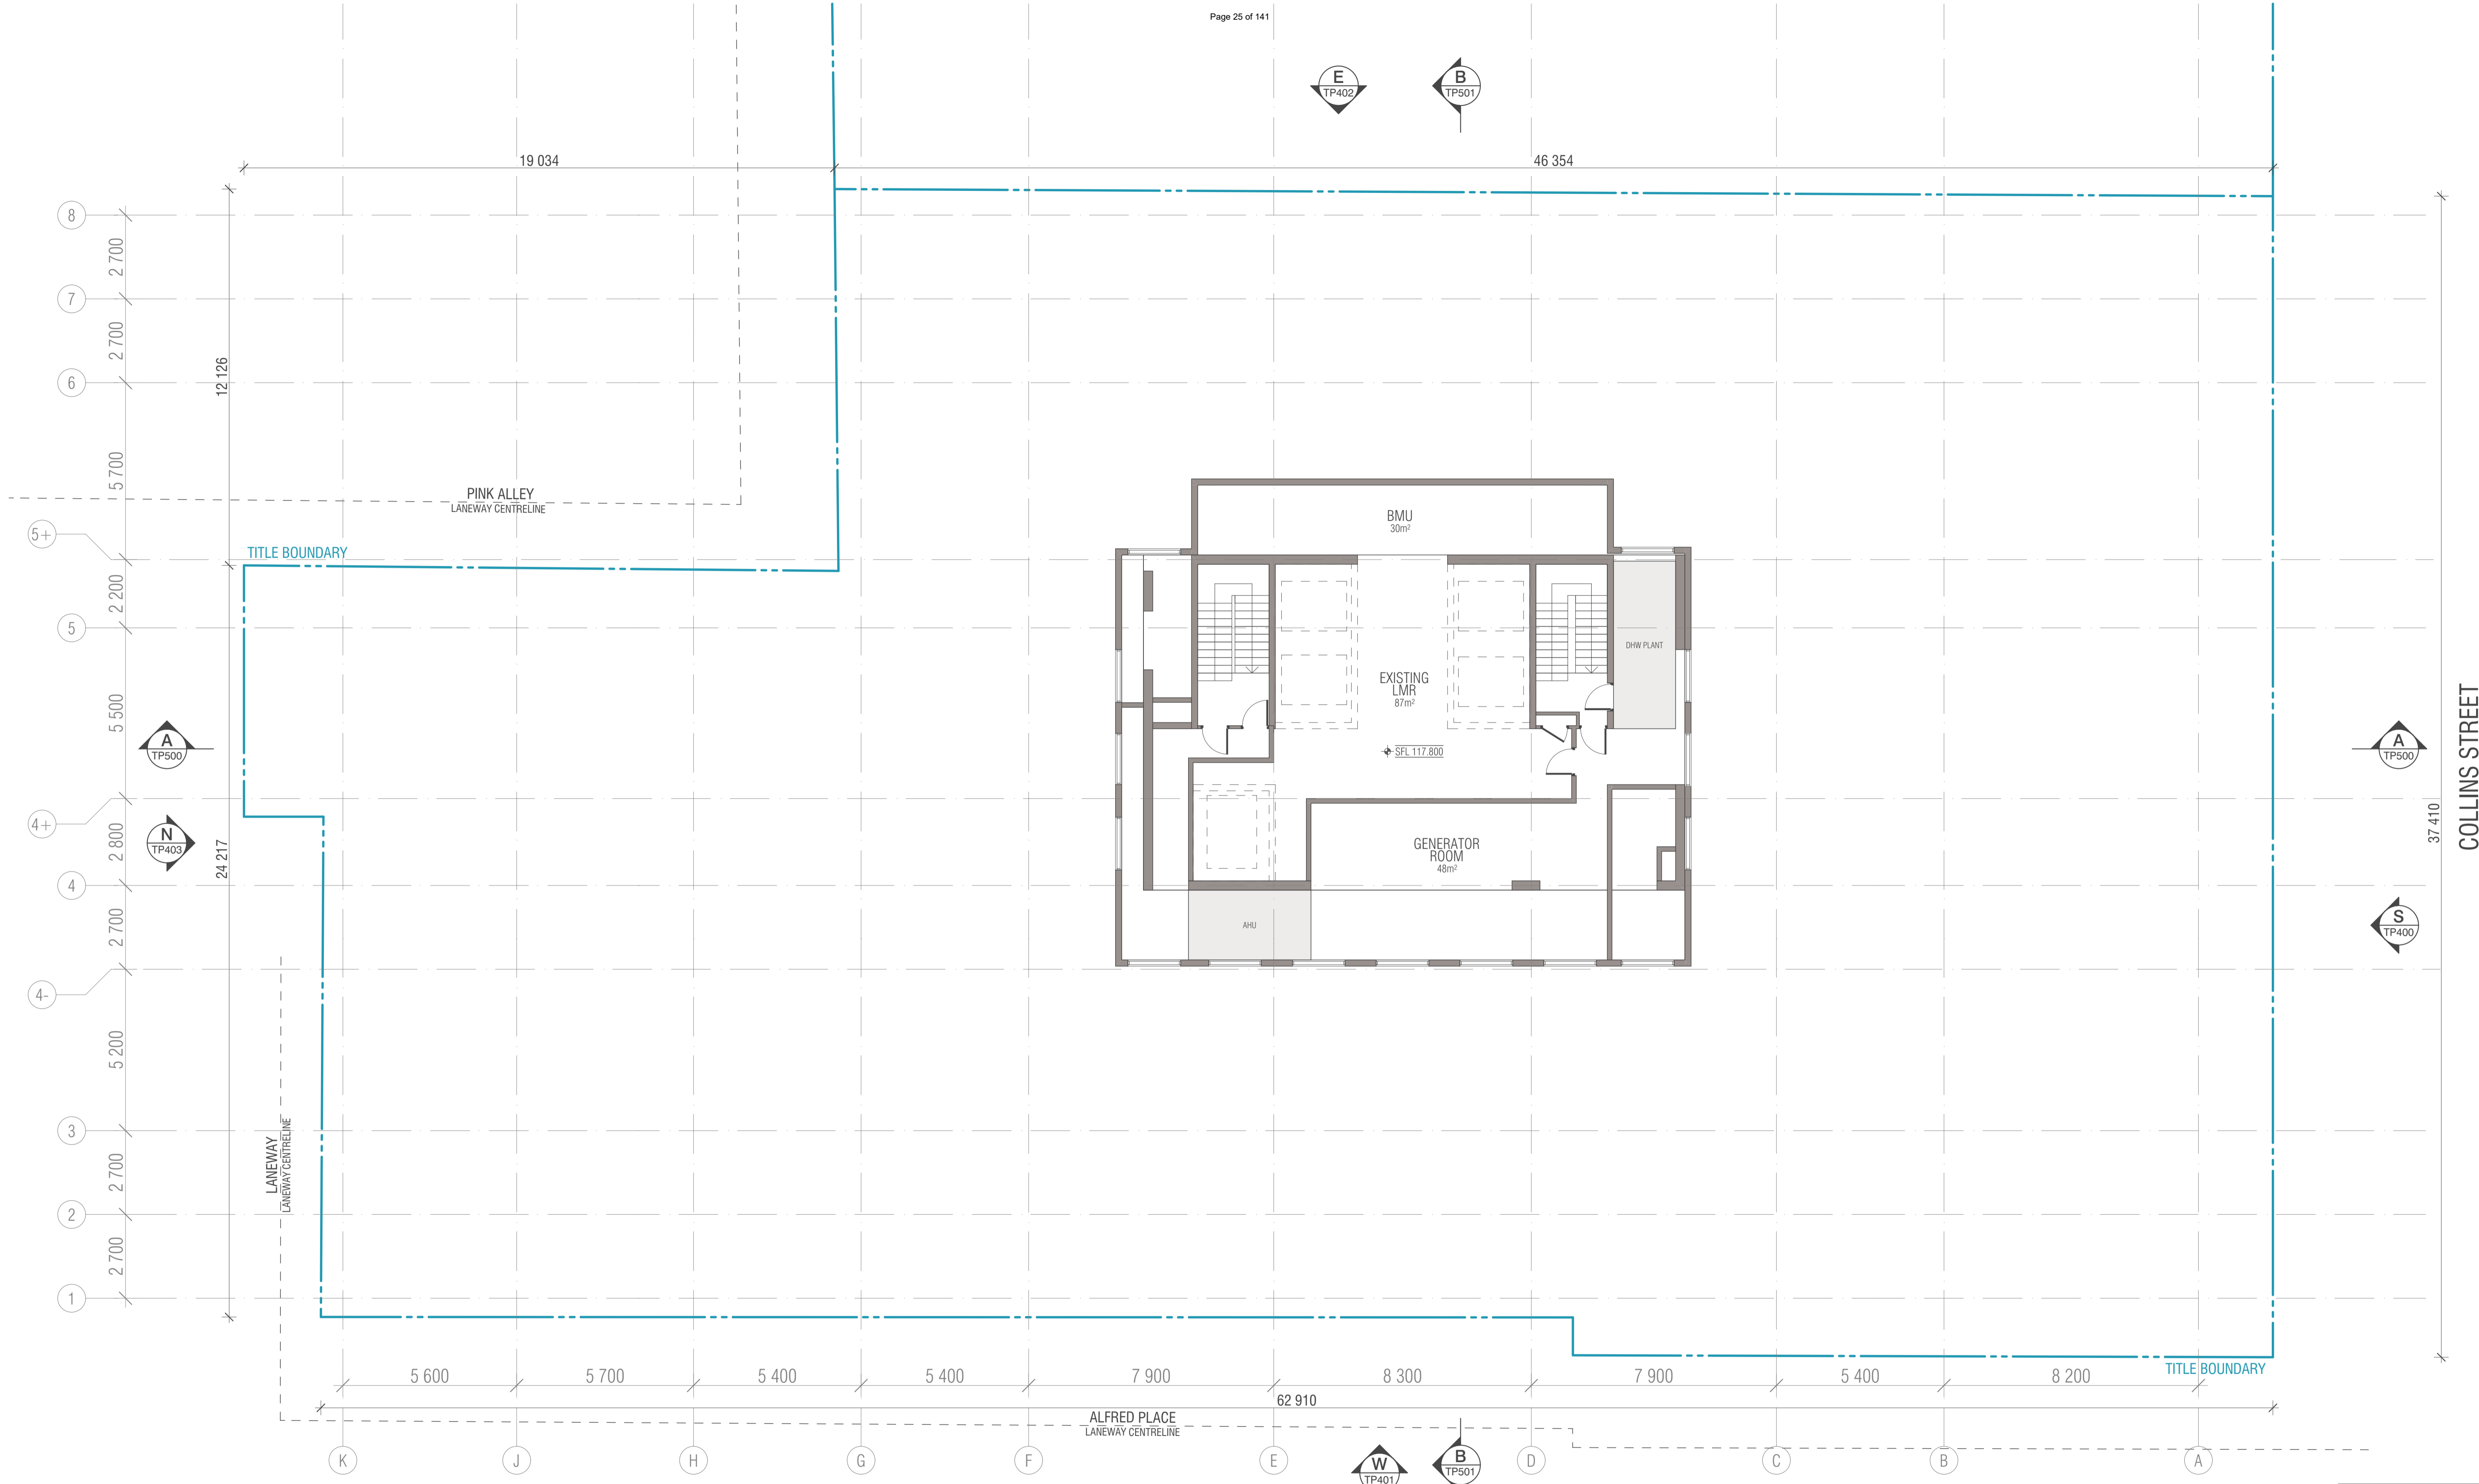 Page 25 of 141
E
TP402
B
TP501
19 034
46 354
8
2 700
7
2 700
12 126
6
5 700
PINK ALLEY
LANEWAY CENTRELINE
5+
TITLE BOUNDARY
2 200
5
5 500
A
TP500
4+
N
TP403
2 800
24 217
4
2 700
4-
5 200
3
LANEWAY
LANEWAY CENTRELINE
2 700
2
2 700
1
BMU
30m²
DHW PLANT
EXISTING
LMR
87m²
SFL 117.800
GENERATOR
ROOM
48m²
AHU
A
TP500
COLLINS STREET
37 410
S
TP400
TITLE BOUNDARY
5 600
5 700
5 400
5 400
7 900
8 300
7 900
5 400
8 200
62 910
ALFRED PLACE
LANEWAY CENTRELINE
K
J
H
G
F
E
W
TP401
B
TP501
D
C
B
A